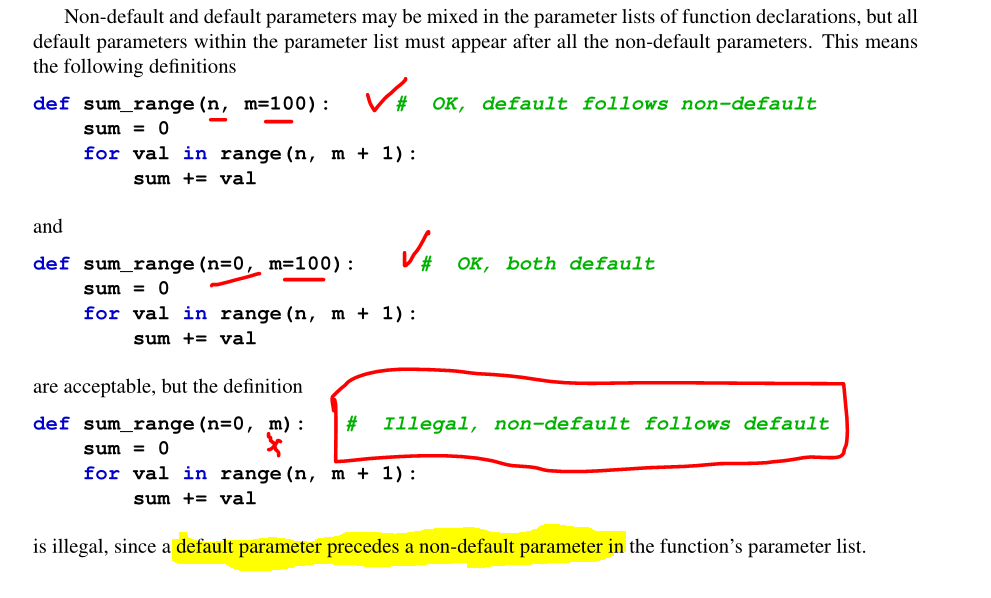 Non-default and default parameters may be mixed in the parameter lists of function declarations, but all
default parameters within the parameter list must appear after all the non-default parameters. This means
the following definitions
def sum_range(n, m=100): # OK, default follows non-default
sum = 0
for val in range(n, m + 1):
sum += val
and
def sum_range(n=0, m=100): # OK, both default
sum = 0
for val in range(n, m + 1):
sum += val
are acceptable, but the definition
def sum_range(n=0, m): # Illegal, non-default follows default
sum = 0
for val in range(n, m + 1):
sum += val
is illegal, since a default parameter precedes a non-default parameter in the function's parameter list.